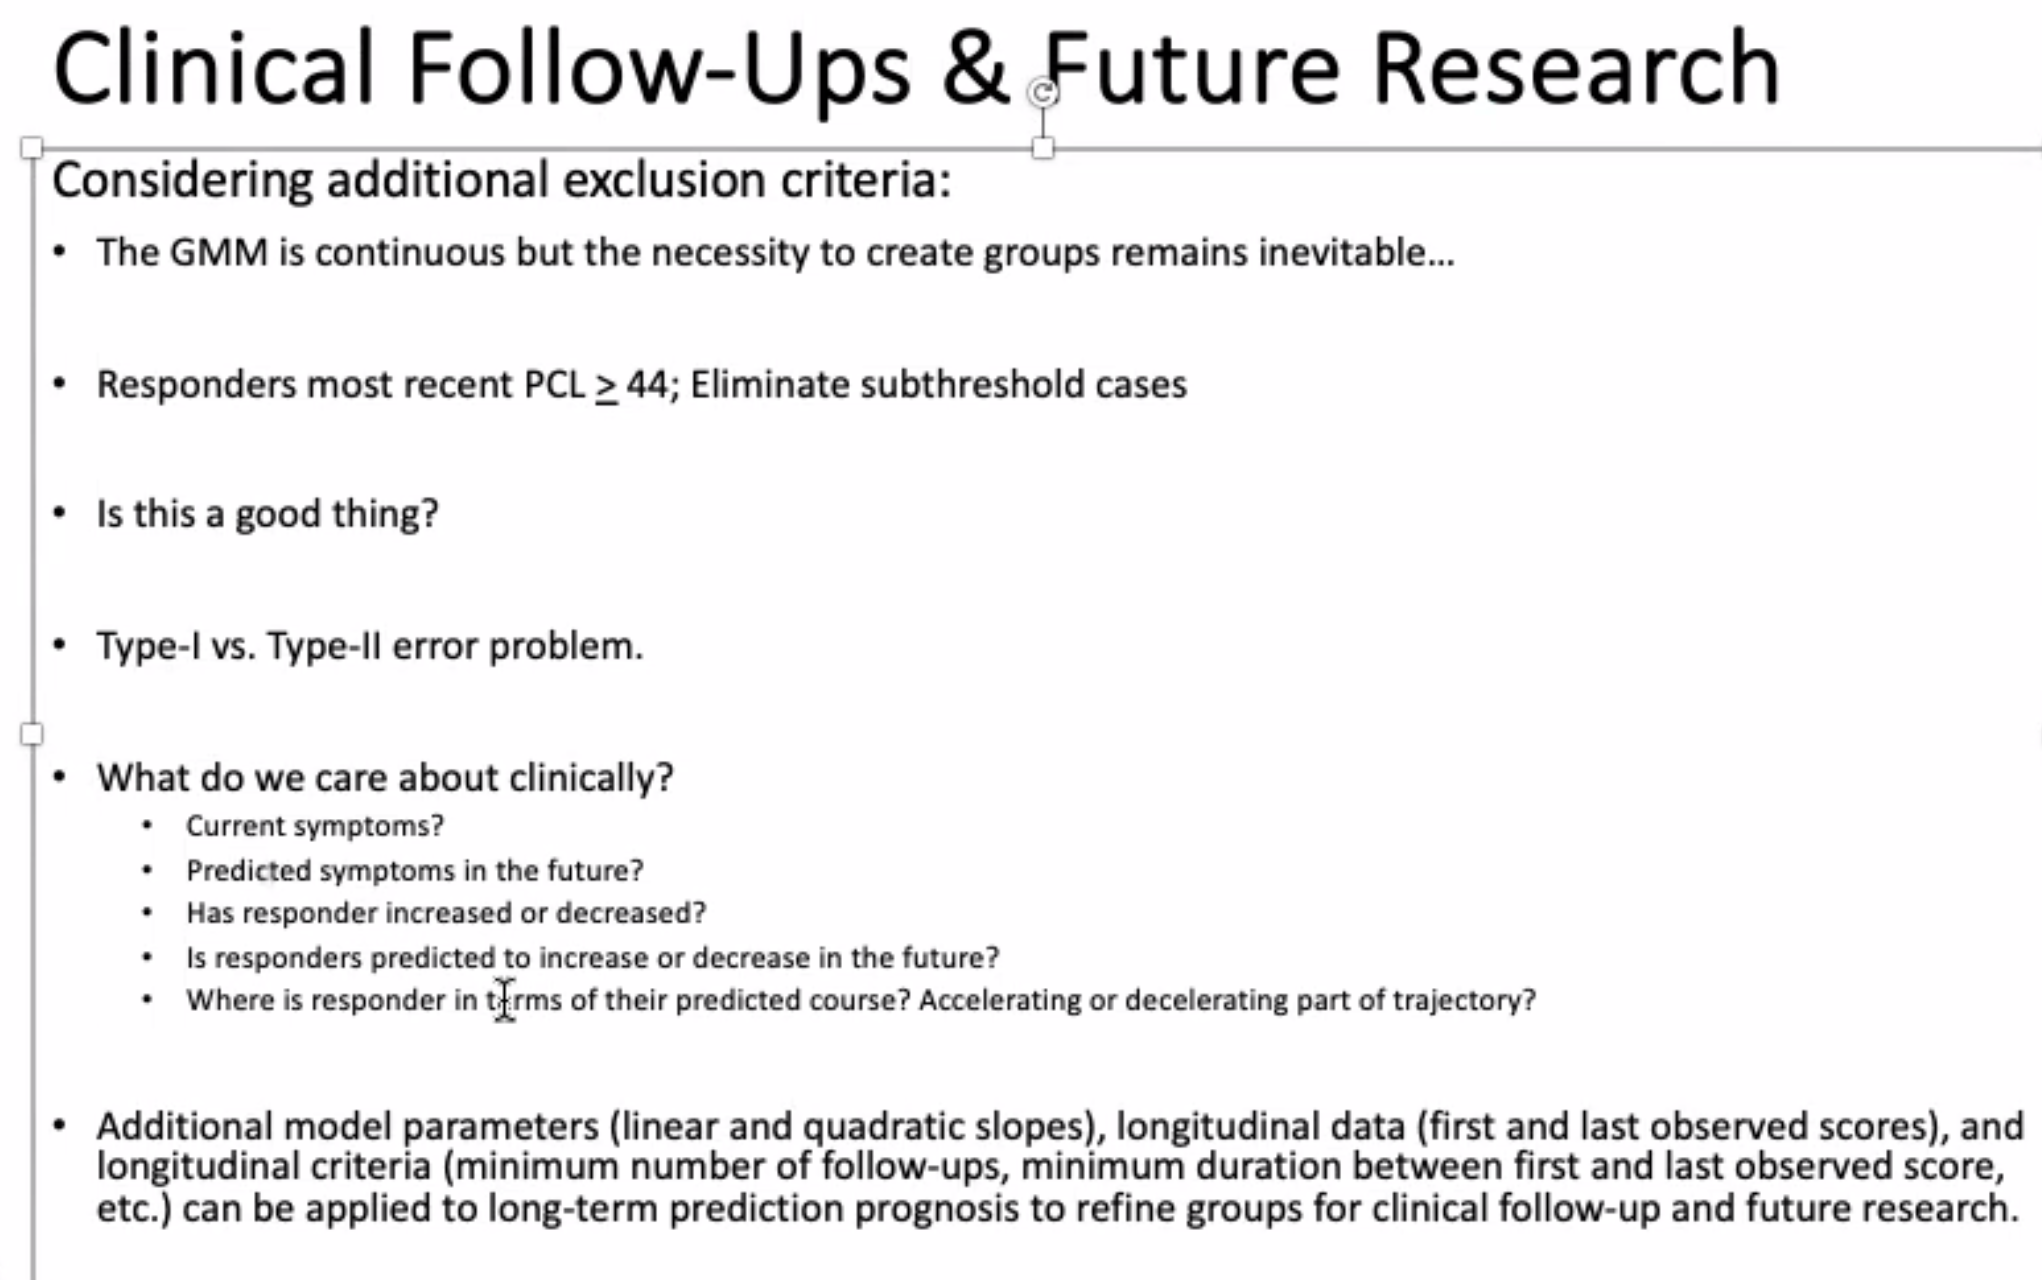 Clinical Follow-Ups & Future Research
Considering additional exclusion criteria:
• The GMM is continuous but the necessity to create groups remains inevitable...
• Responders most recent PCL ≥ 44; Eliminate subthreshold cases
• Is this a good thing?
• Type-I vs. Type-II error problem.
• What do we care about clinically?
• Current symptoms?
• Predicted symptoms in the future?
• Has responder increased or decreased?
• Is responders predicted to increase or decrease in the future?
• Where is responder in terms of their predicted course? Accelerating or decelerating part of trajectory?
• Additional model parameters (linear and quadratic slopes), longitudinal data (first and last observed scores), and
longitudinal criteria (minimum number of follow-ups, minimum duration between first and last observed score,
etc.) can be applied to long-term prediction prognosis to refine groups for clinical follow-up and future research.